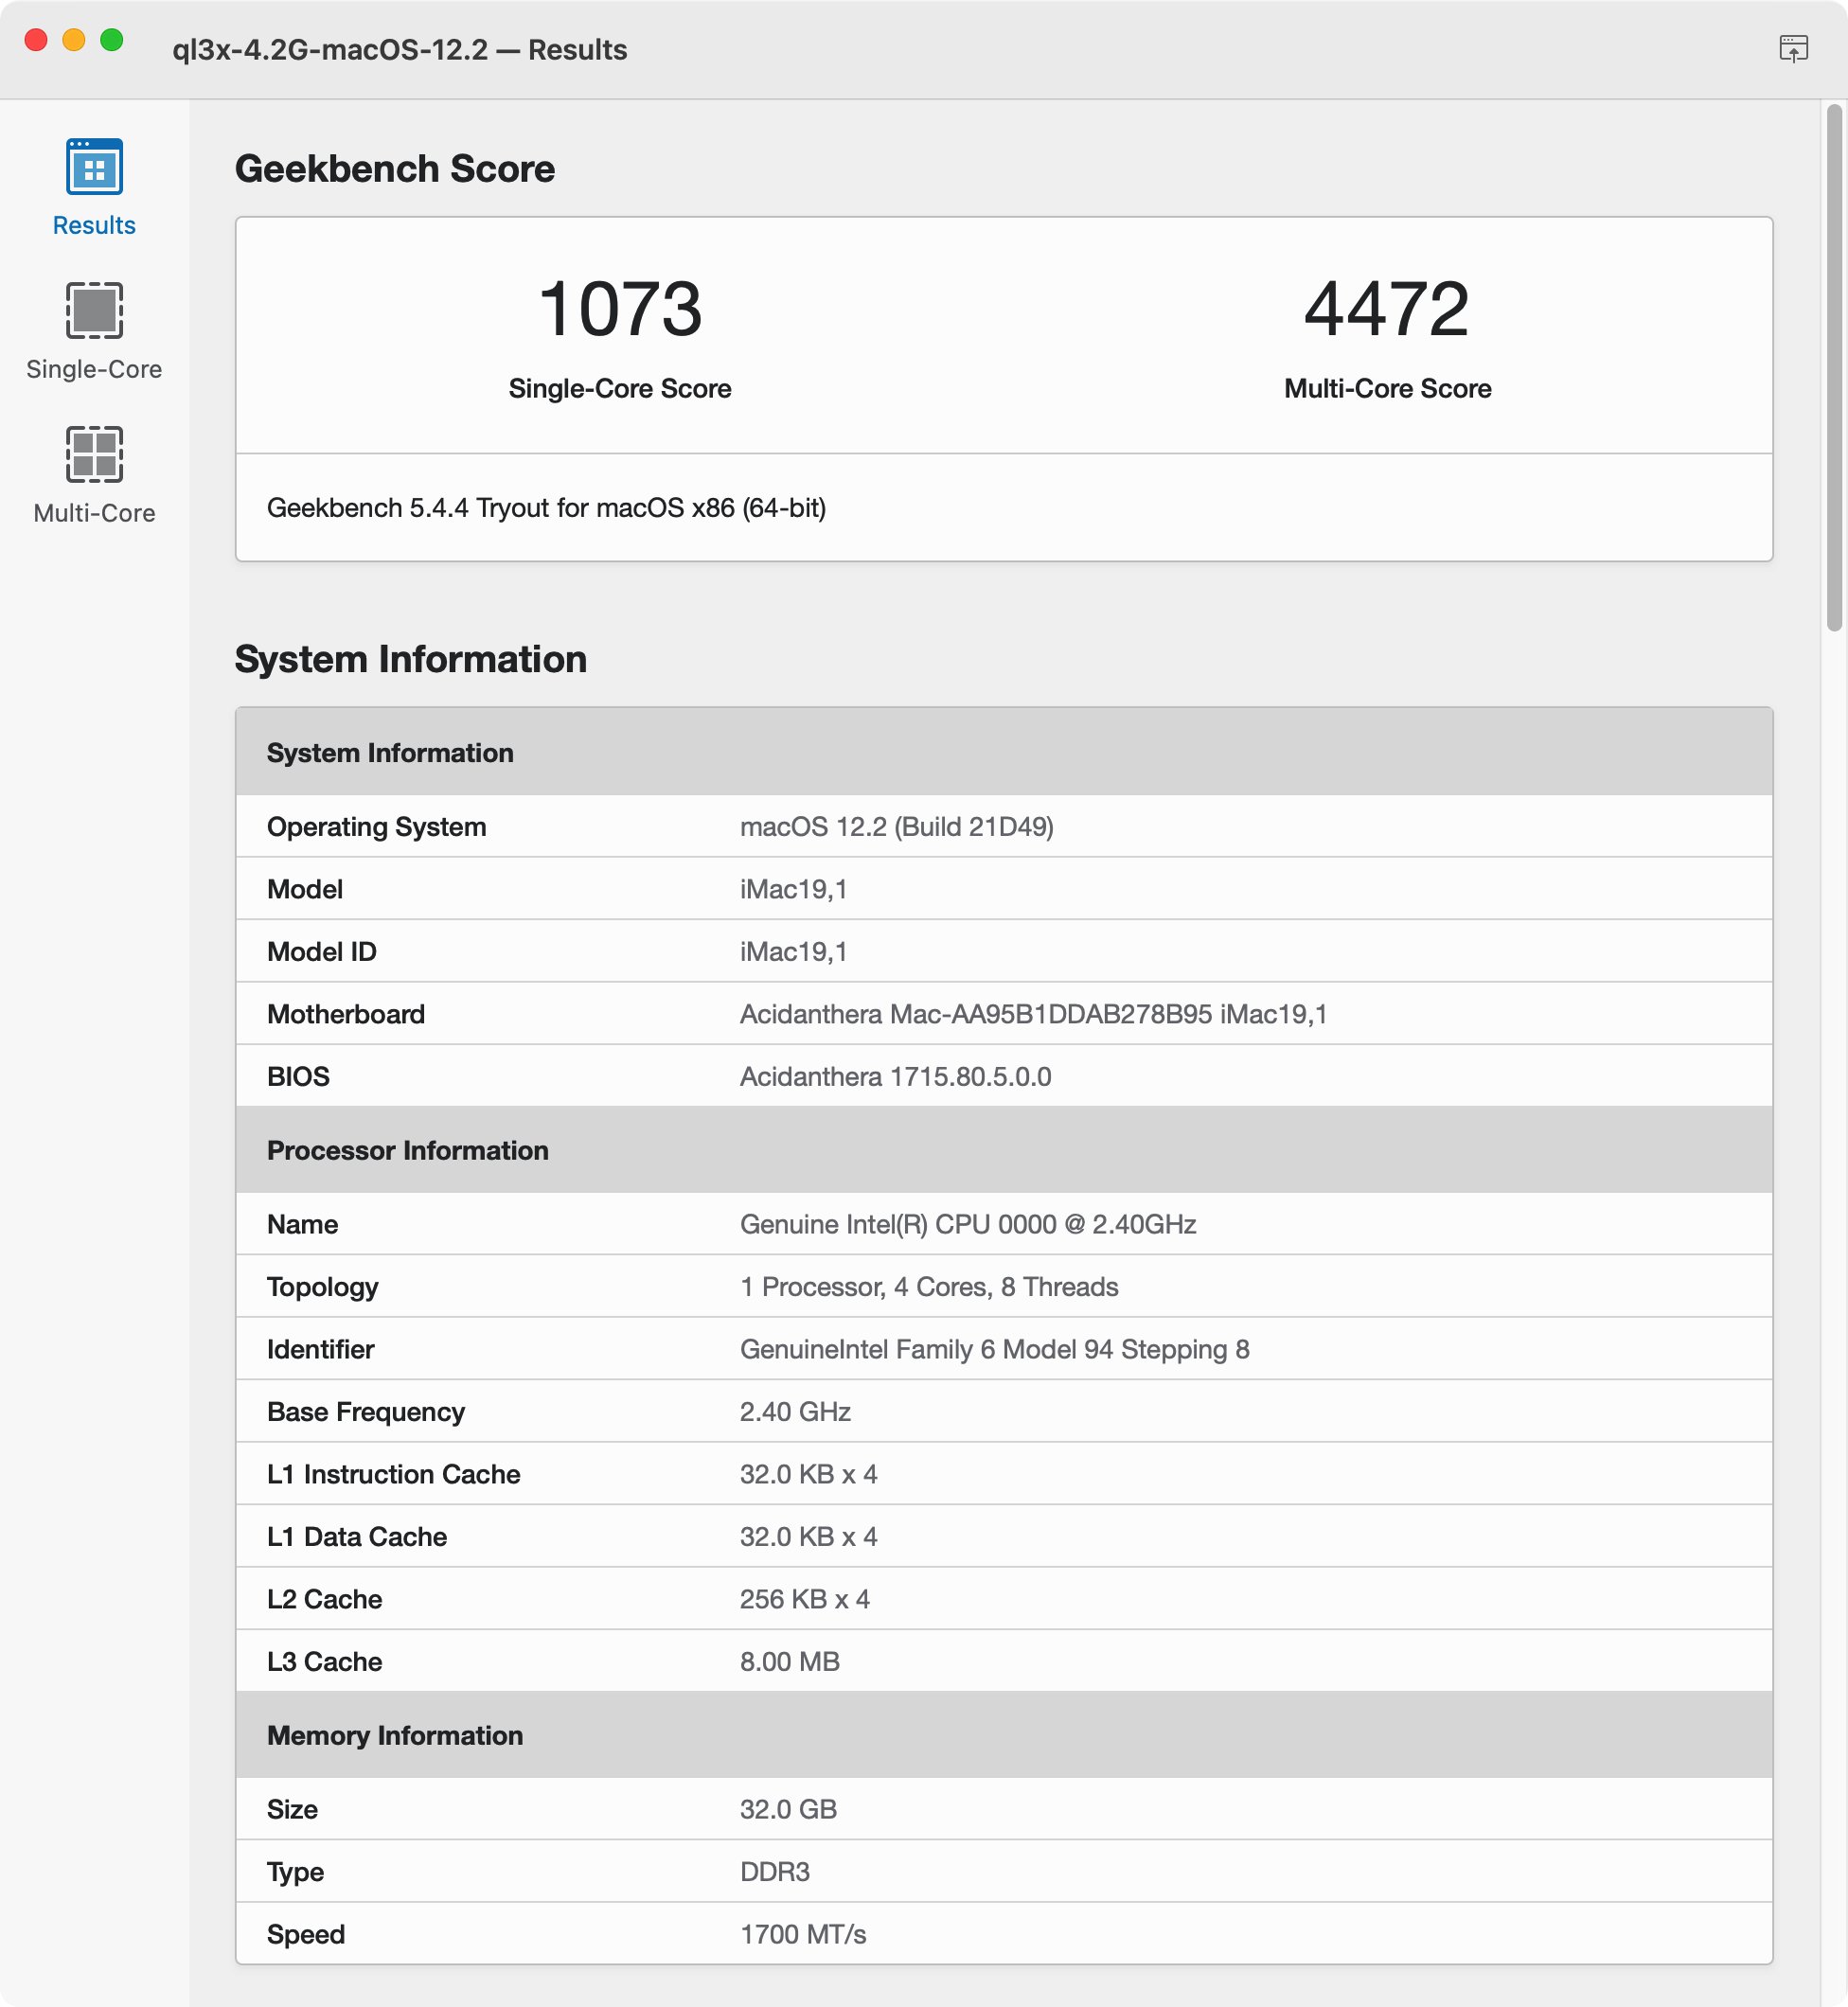 ql3x-4.2G-macOS-12.2 — Results
Results
Single-Core
Multi-Core
Geekbench Score
1073
Single-Core Score
4472
Multi-Core Score
Geekbench 5.4.4 Tryout for macOS x86 (64-bit)
System Information
System Information
Operating System macOS 12.2 (Build 21D49)
Model iMac19,1
Model ID iMac19,1
Motherboard Acidanthera Mac-AA95B1DDAB278B95 iMac19,1
BIOS Acidanthera 1715.80.5.0.0
Processor Information
Name Genuine Intel(R) CPU 0000 @ 2.40GHz
Topology 1 Processor, 4 Cores, 8 Threads
Identifier GenuineIntel Family 6 Model 94 Stepping 8
Base Frequency 2.40 GHz
L1 Instruction Cache 32.0 KB x 4
L1 Data Cache 32.0 KB x 4
L2 Cache 256 KB x 4
L3 Cache 8.00 MB
Memory Information
Size 32.0 GB
Type DDR3
Speed 1700 MT/s